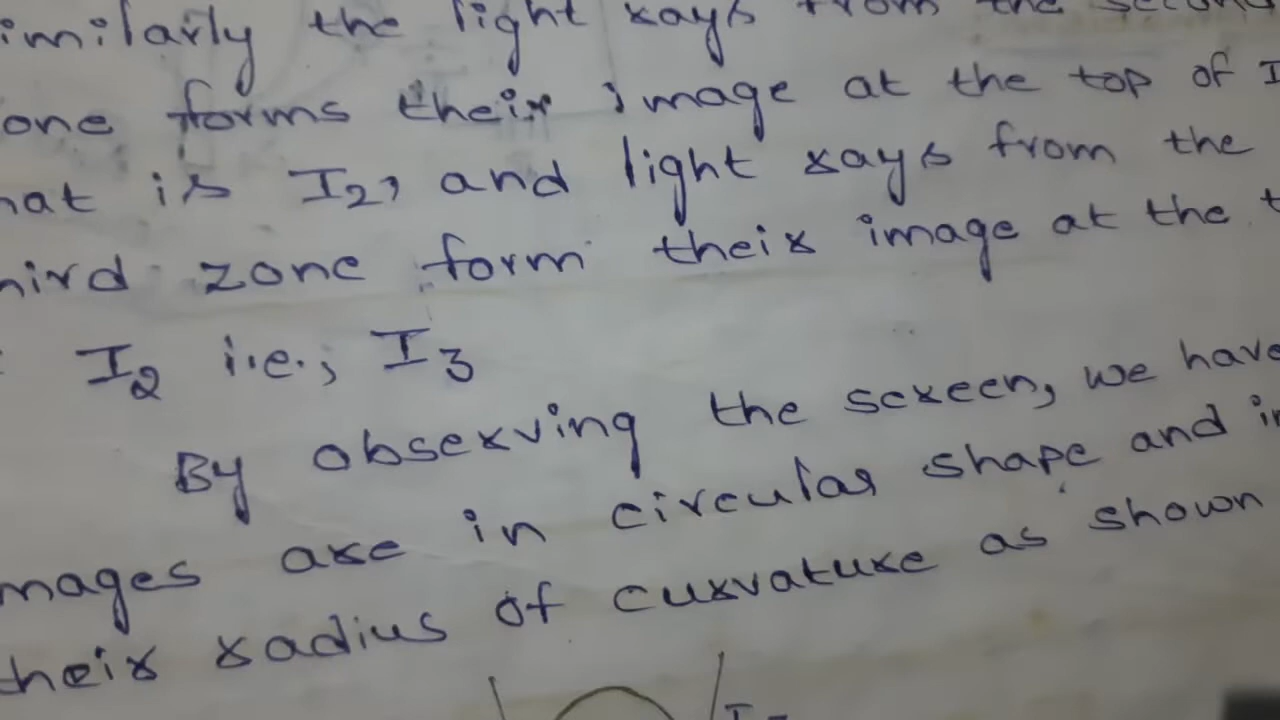 imilarly the light rays from the second
one forms their image at the top of I
hat is I2, and light rays from the
hird zone form their image at the t
I2 i.e., I3
By observing the screen, we have
mages are in circular shape and in
their radius of curvature as shown
I